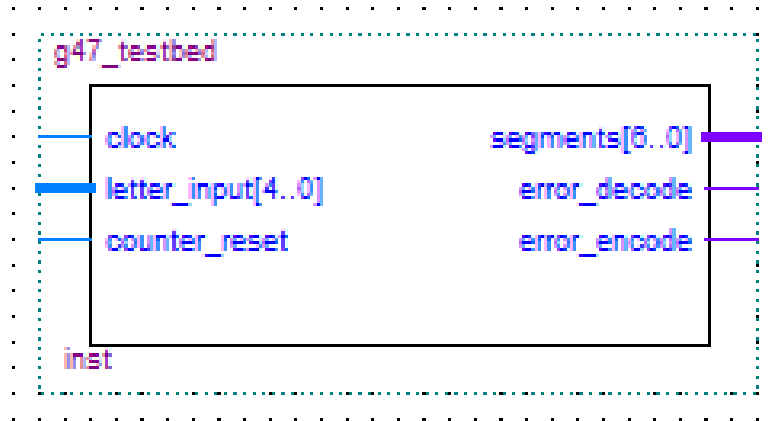 g47_testbed
clock
segments[6..0]
letter_input[4..0]
error_decode
counter_reset
error_encode
inst